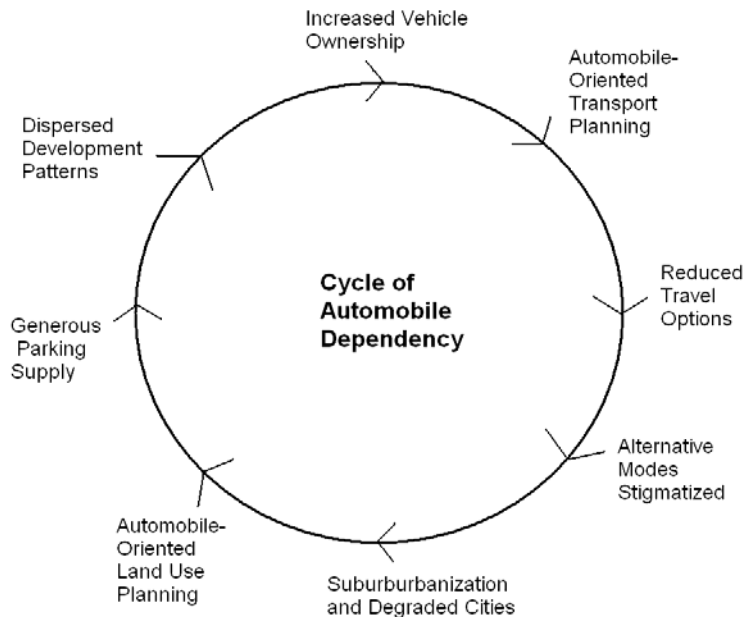 Increased Vehicle
Ownership
Automobile-
Oriented
Transport
Planning
Reduced
Travel
Options
Alternative
Modes
Stigmatized
Suburburbanization
and Degraded Cities
Automobile-
Oriented
Land Use
Planning
Generous
Parking
Supply
Dispersed
Development
Patterns
Cycle of
Automobile
Dependency